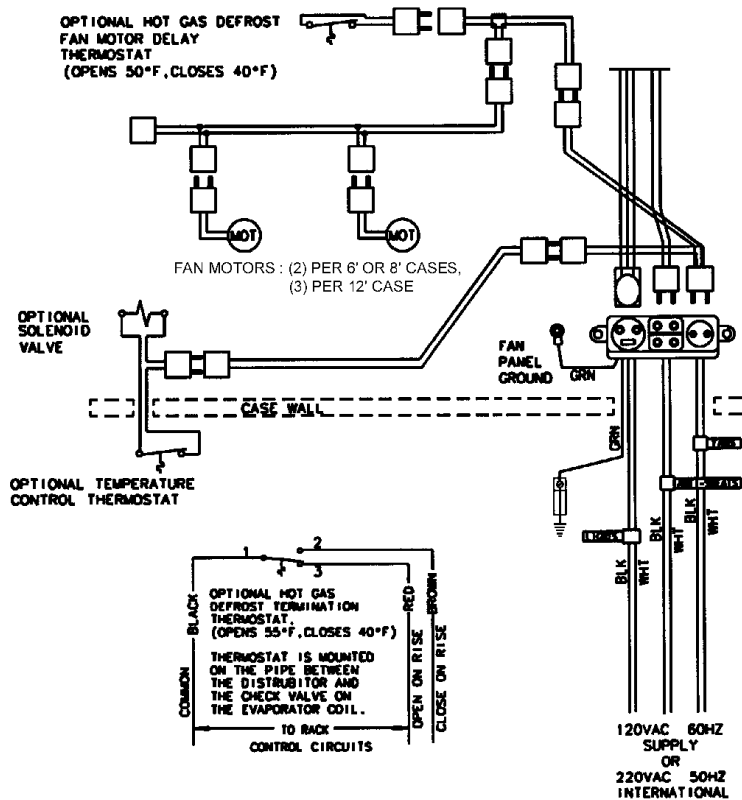 OPTIONAL HOT GAS DEFROST
FAN MOTOR DELAY
THERMOSTAT
(OPENS 50°F,CLOSES 40°F)
MOT
MOT
FAN MOTORS : (2) PER 6' OR 8' CASES,
(3) PER 12' CASE
OPTIONAL
SOLENOID
VALVE
FAN
PANEL
GROUND
GRN
CASE WALL
GRN
FANS
OPTIONAL TEMPERATURE
CONTROL THERMOSTAT
LIGHTS
BLK
WHT
BLK
WHT
BLK
WHT
1
2
3
BLACK
COMMON
OPTIONAL HOT GAS
DEFROST TERMINATION
THERMOSTAT.
(OPENS 55°F,CLOSES 40°F)
THERMOSTAT IS MOUNTED
ON THE PIPE BETWEEN
THE DISTRUBITOR AND
THE CHECK VALVE ON
THE EVAPORATOR COIL.
RED
OPEN ON RISE
BROWN
CLOSE ON RISE
TO RACK
CONTROL CIRCUITS
120VAC 60HZ
SUPPLY
OR
220VAC 50HZ
INTERNATIONAL